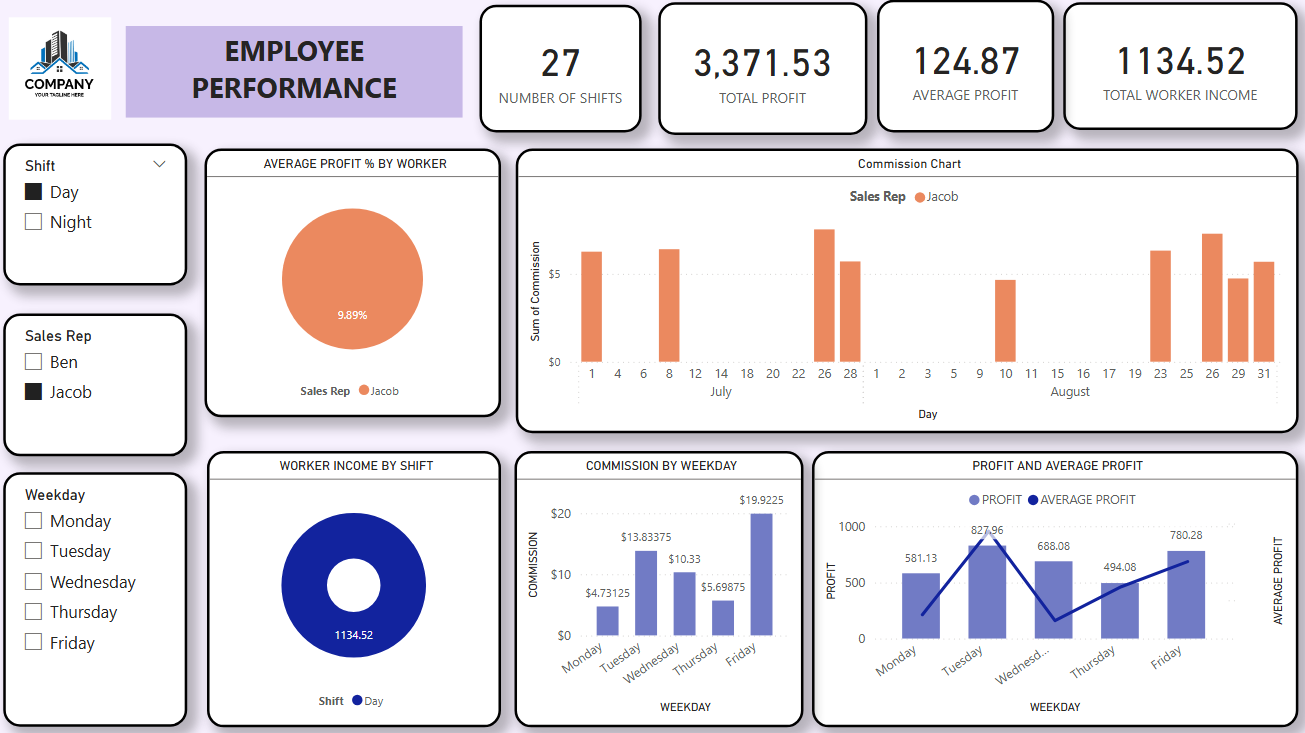 COMPANY
YOUR TAGLINE HERE
EMPLOYEE
PERFORMANCE
27
NUMBER OF SHIFTS
3,371.53
TOTAL PROFIT
124.87
AVERAGE PROFIT
1134.52
TOTAL WORKER INCOME
Shift
Day
Night
Sales Rep
Ben
Jacob
Weekday
Monday
Tuesday
Wednesday
Thursday
Friday
AVERAGE PROFIT % BY WORKER
9.89%
Sales Rep Jacob
Commission Chart
Sales Rep Jacob
Sum of Commission
$5
$0
1 4 6 8 12 14 18 20 22 26 28 1 2 3 5 9 10 11 15 16 17 19 23 25 26 29 31
July August
Day
WORKER INCOME BY SHIFT
1134.52
Shift Day
COMMISSION BY WEEKDAY
COMMISSION
$20
$10
$0
$4.73125
$13.83375
$10.33
$5.69875
$19.9225
Monday
Tuesday
Wednesday
Thursday
Friday
WEEKDAY
PROFIT AND AVERAGE PROFIT
PROFIT AVERAGE PROFIT
PROFIT
1000
500
0
581.13
827.96
688.08
494.08
780.28
Monday
Tuesday
Wednesd...
Thursday
Friday
WEEKDAY
AVERAGE PROFIT